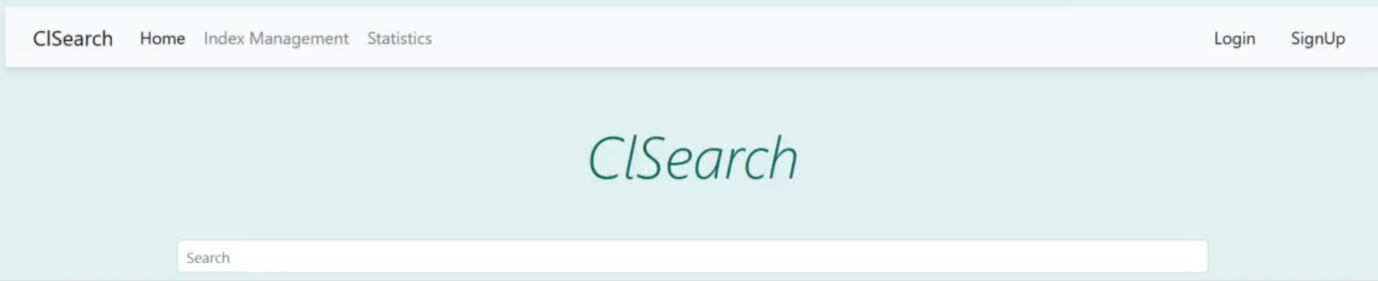 ClSearch Home Index Management Statistics Login SignUp
ClSearch
Search